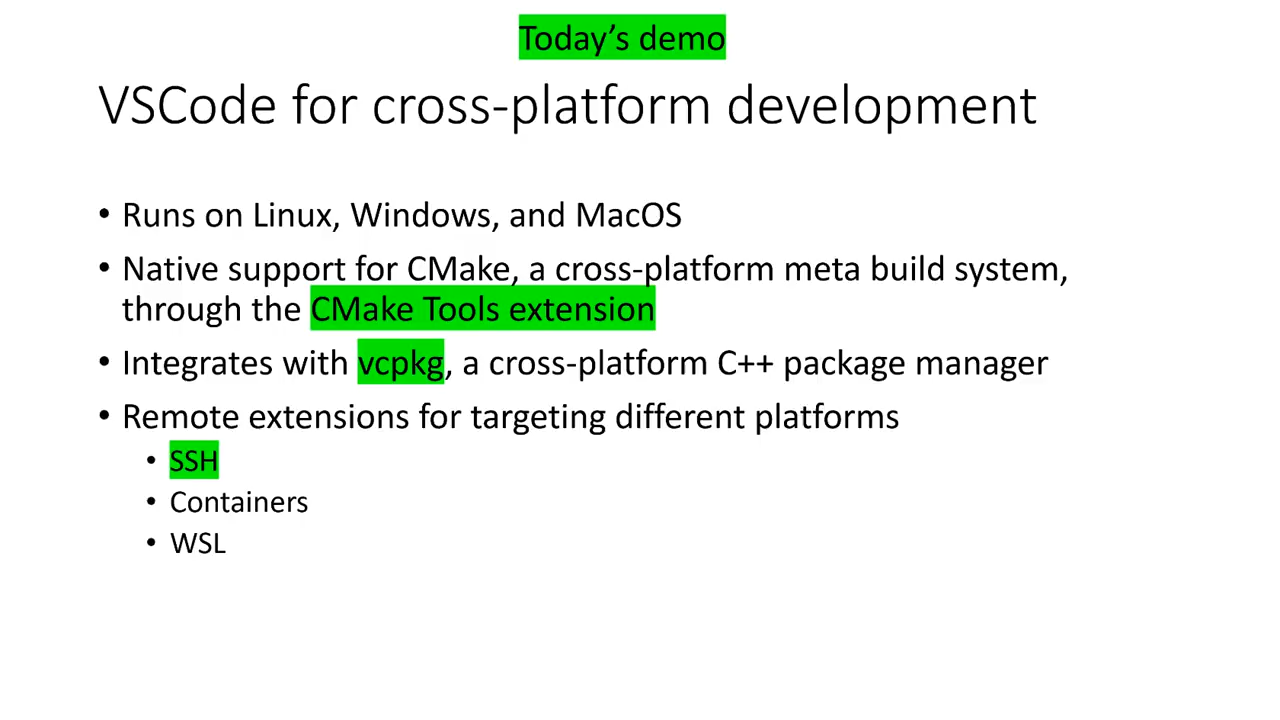 Today’s demo
VSCode for cross-platform development
• Runs on Linux, Windows, and MacOS
• Native support for CMake, a cross-platform meta build system,
through the CMake Tools extension
• Integrates with vcpkg, a cross-platform C++ package manager
• Remote extensions for targeting different platforms
• SSH
• Containers
• WSL